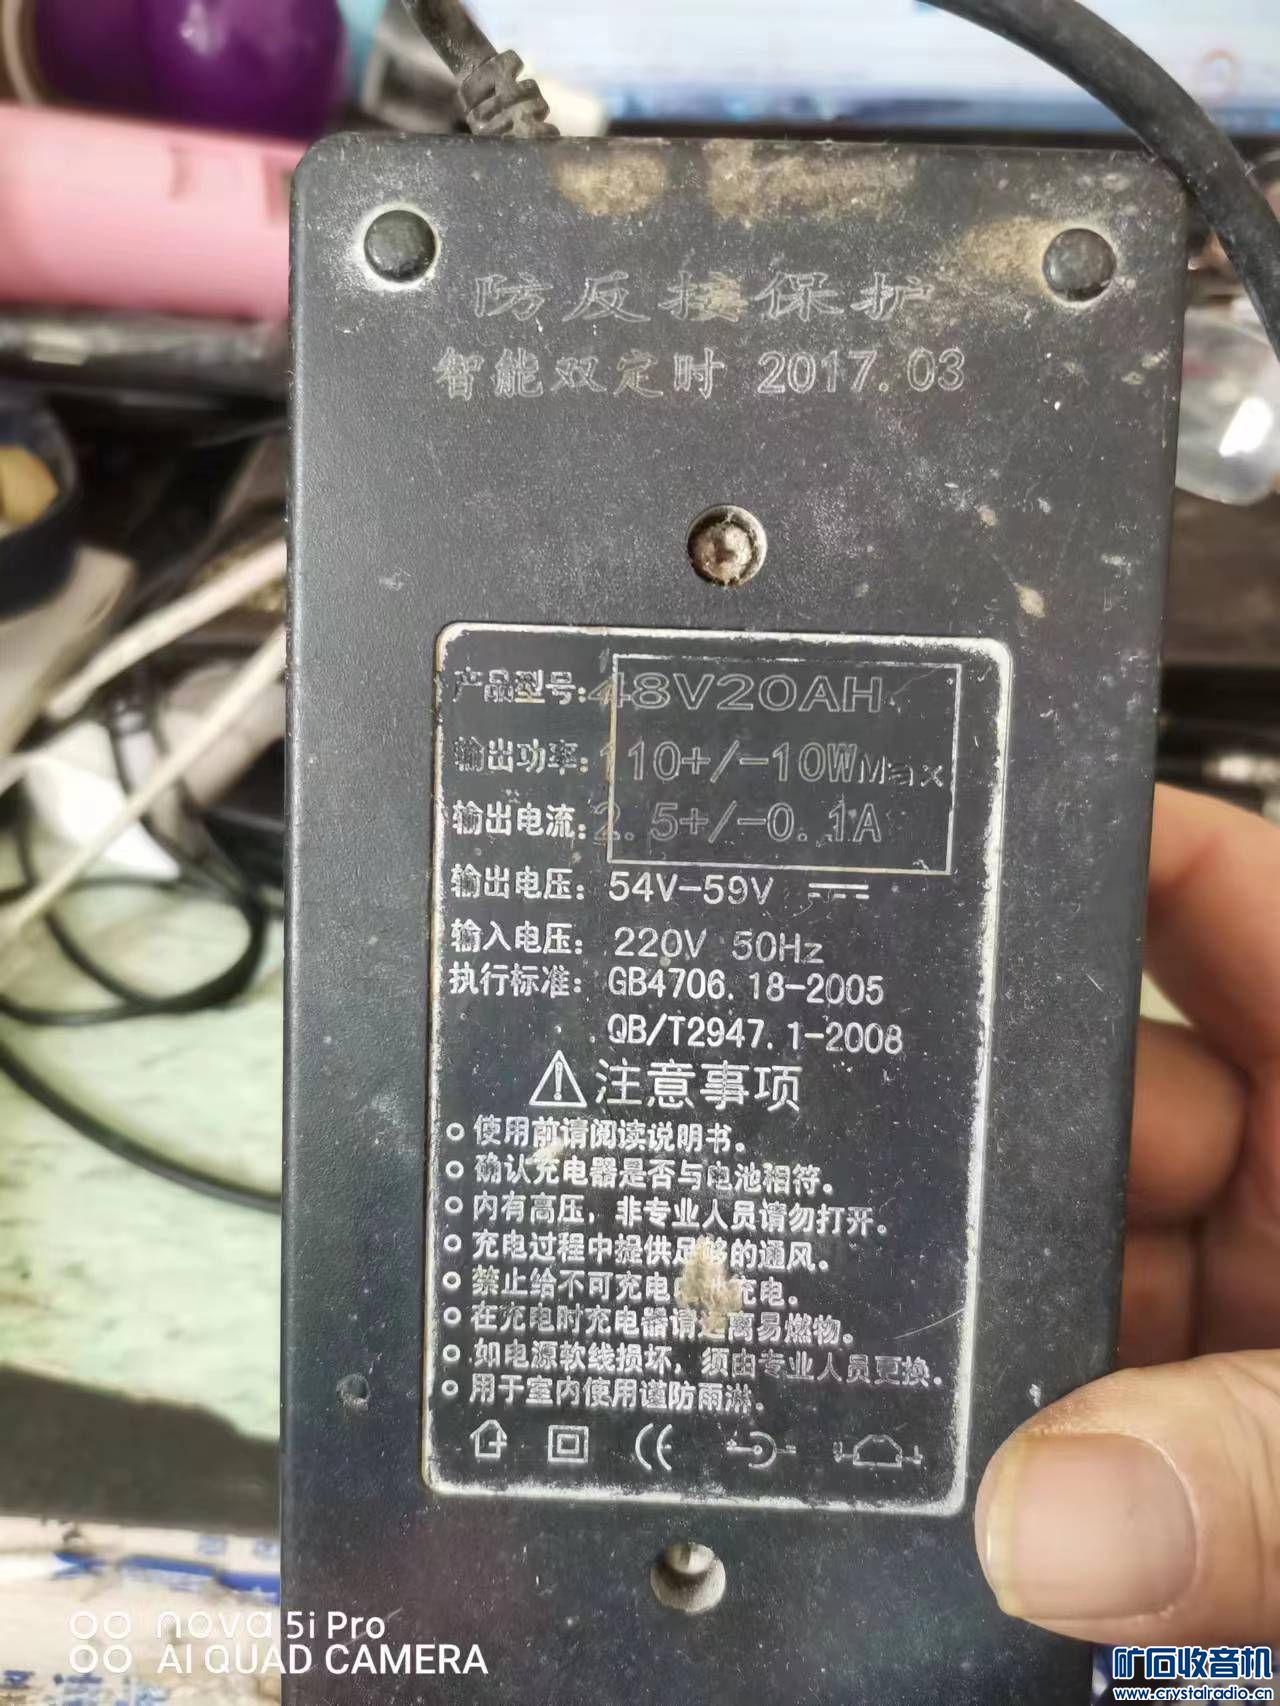 防反接保护
智能双定时 2017.03
产品型号:48V20AH
输出功率:110+/-10WMax
输出电流:2.5+/-0.1A
输出电压: 54V-59V
输入电压: 220V 50Hz
执行标准: GB4706.18-2005
QB/T2947.1-2008
注意事项
使用前请阅读说明书。
确认充电器是否与电池相符。
内有高压，非专业人员请勿打开。
充电过程中提供足够的通风。
禁止给不可充电电池充电。
在充电时充电器请远离易燃物。
如电源软线损坏，须由专业人员更换.
用于室内使用谨防雨淋.
CE
nova 5i Pro
AI QUAD CAMERA
矿石收音机
www.crystalradio.cn